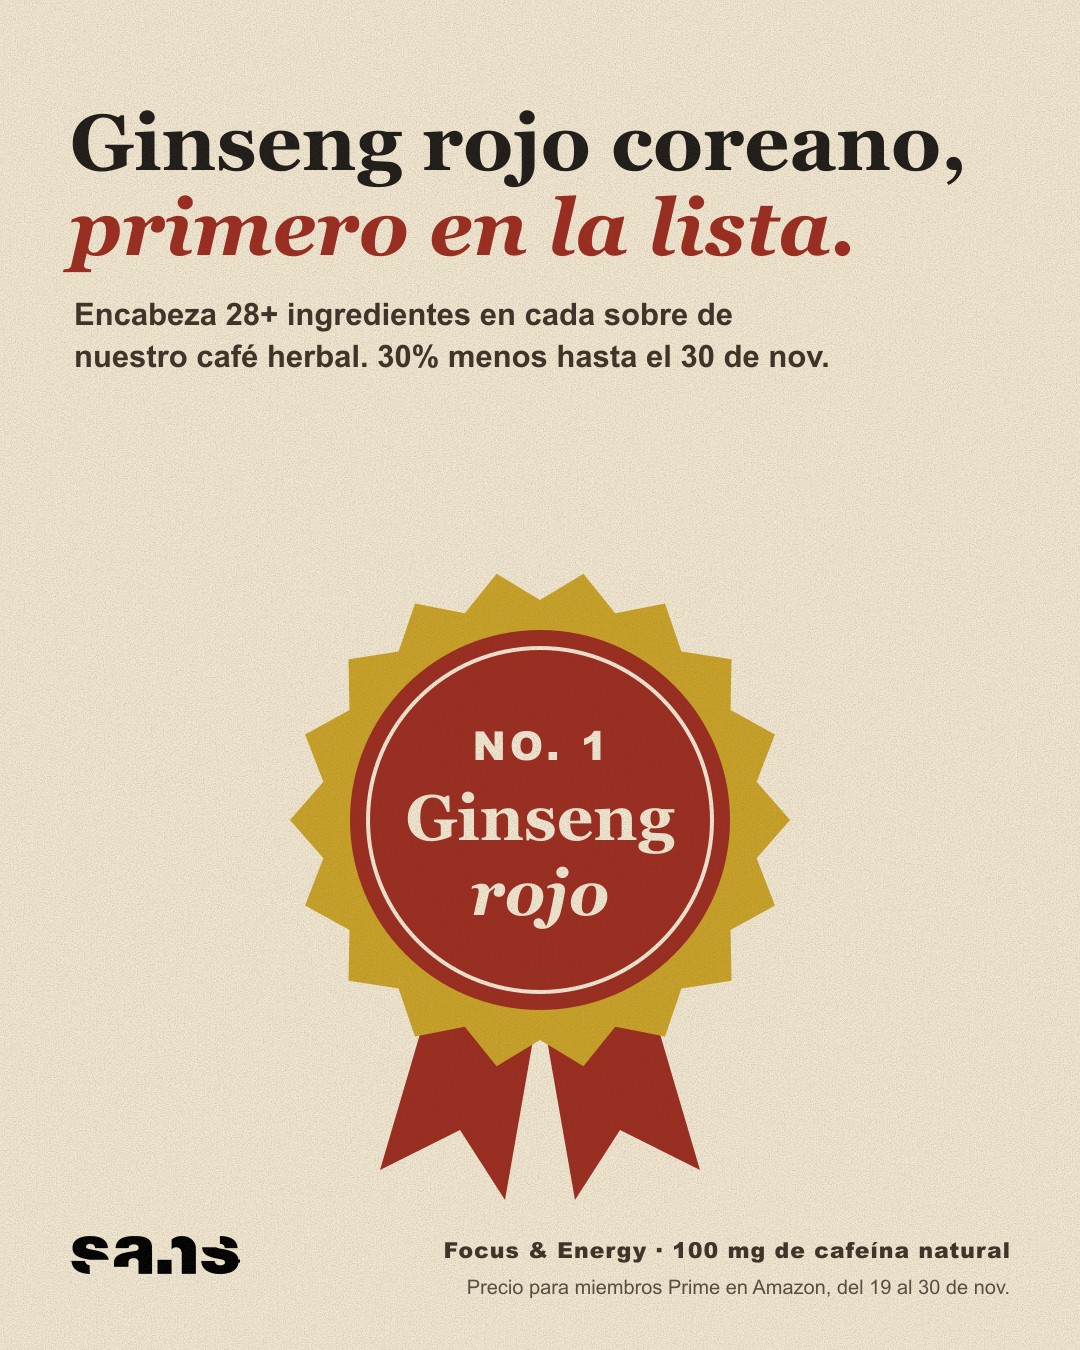 Ginseng rojo coreano,
primero en la lista.
Encabeza 28+ ingredientes en cada sobre de
nuestro café herbal. 30% menos hasta el 30 de nov.
NO. 1
Ginseng
rojo
sans
Focus & Energy · 100 mg de cafeína natural
Precio para miembros Prime en Amazon, del 19 al 30 de nov.